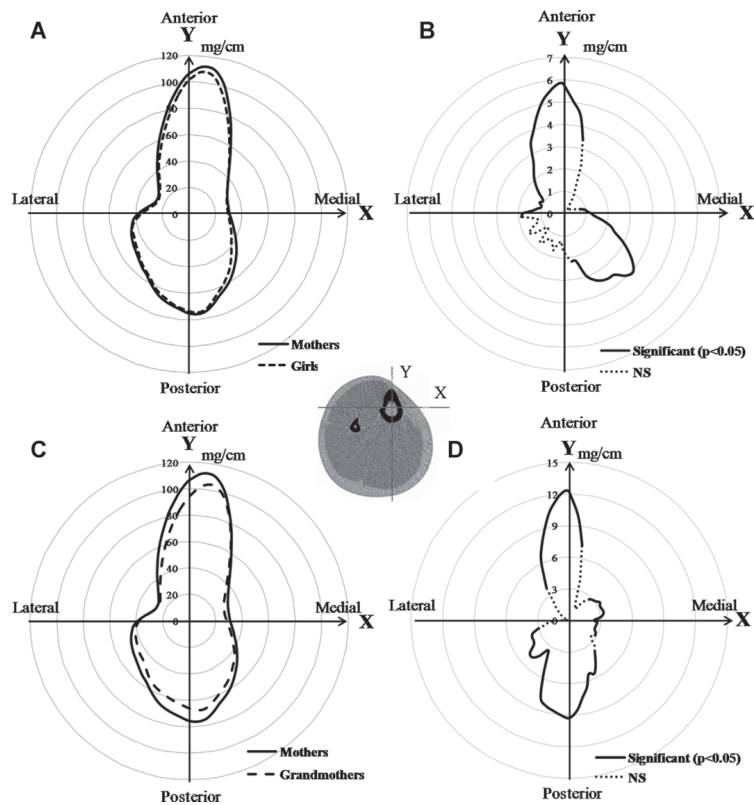 A
Anterior
Y
mg/cm
120
100
80
60
40
20
0
Lateral
Medial
X
Mothers
Girls
Posterior
B
Anterior
Y
mg/cm
7
6
5
4
3
2
1
0
Lateral
Medial
X
Significant (p<0.05)
NS
Posterior
Y
X
C
Anterior
Y
mg/cm
120
100
80
60
40
20
0
Lateral
Medial
X
Mothers
Grandmothers
Posterior
D
Anterior
Y
mg/cm
15
12
9
6
3
0
Lateral
Medial
X
Significant (p<0.05)
NS
Posterior